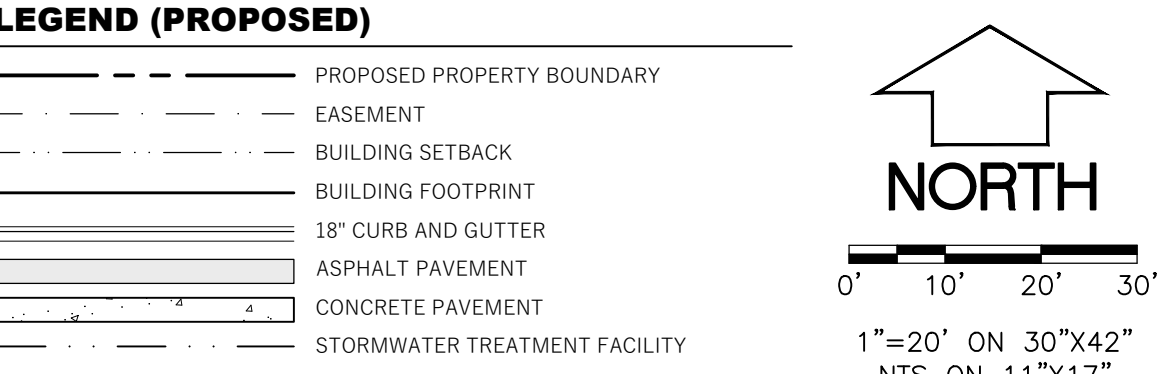 LEGEND (PROPOSED)
PROPOSED PROPERTY BOUNDARY
EASEMENT
BUILDING SETBACK
BUILDING FOOTPRINT
18" CURB AND GUTTER
ASPHALT PAVEMENT
CONCRETE PAVEMENT
STORMWATER TREATMENT FACILITY
NORTH
0' 10' 20' 30'
1"=20' ON 30"X42"
NTS ON 11"X17"